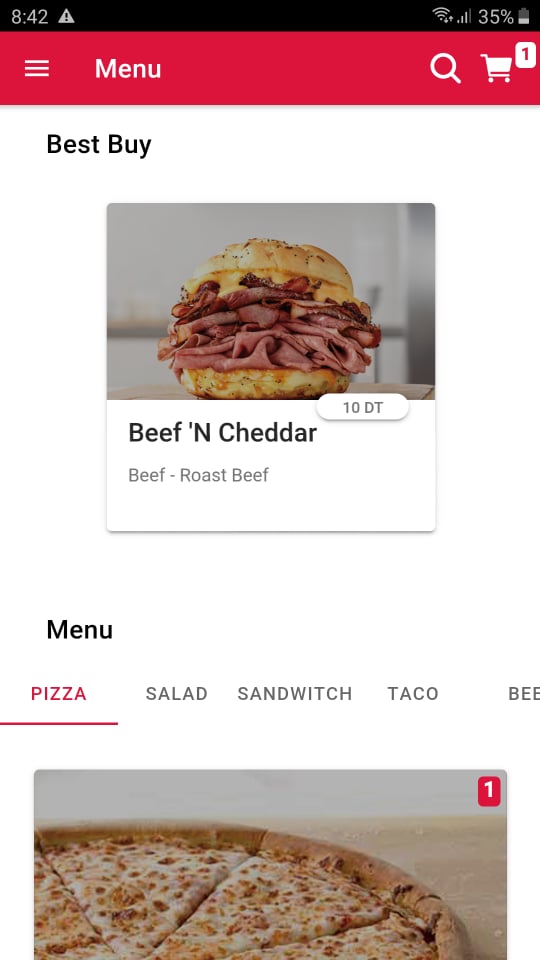 8:42 35%
Menu 1
Best Buy
10 DT
Beef 'N Cheddar
Beef - Roast Beef
Menu
PIZZA SALAD SANDWITCH TACO BEE
1